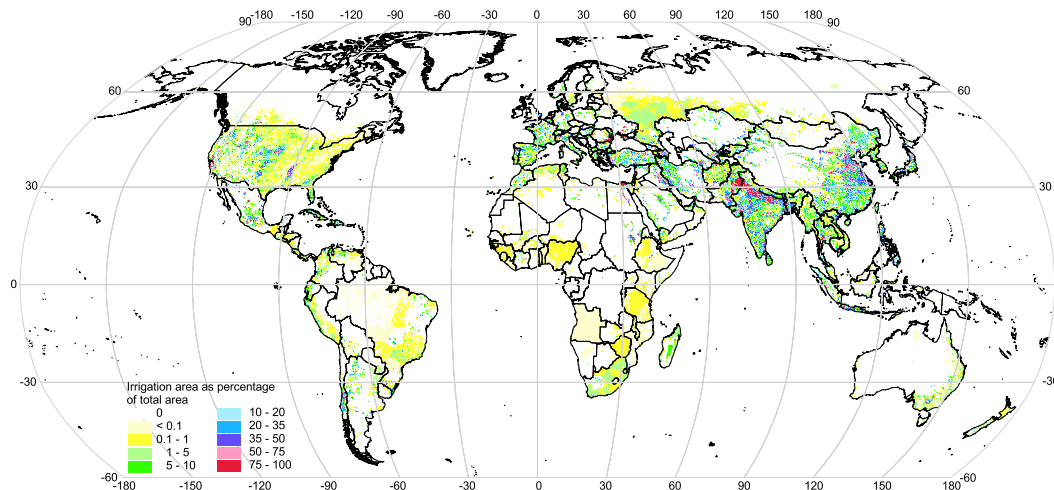 90 -180 -150 -120 -90 -60 -30 0 30 60 90 120 150 180 90
60 60
30 30
0 0
-30 -30
Irrigation area as percentage
of total area
0 10 - 20
< 0.1 20 - 35
0.1 - 1 35 - 50
1 - 5 50 - 75
5 - 10 75 - 100
-60 -60
-180 -150 -120 -90 -60 -30 0 30 60 90 120 150 180